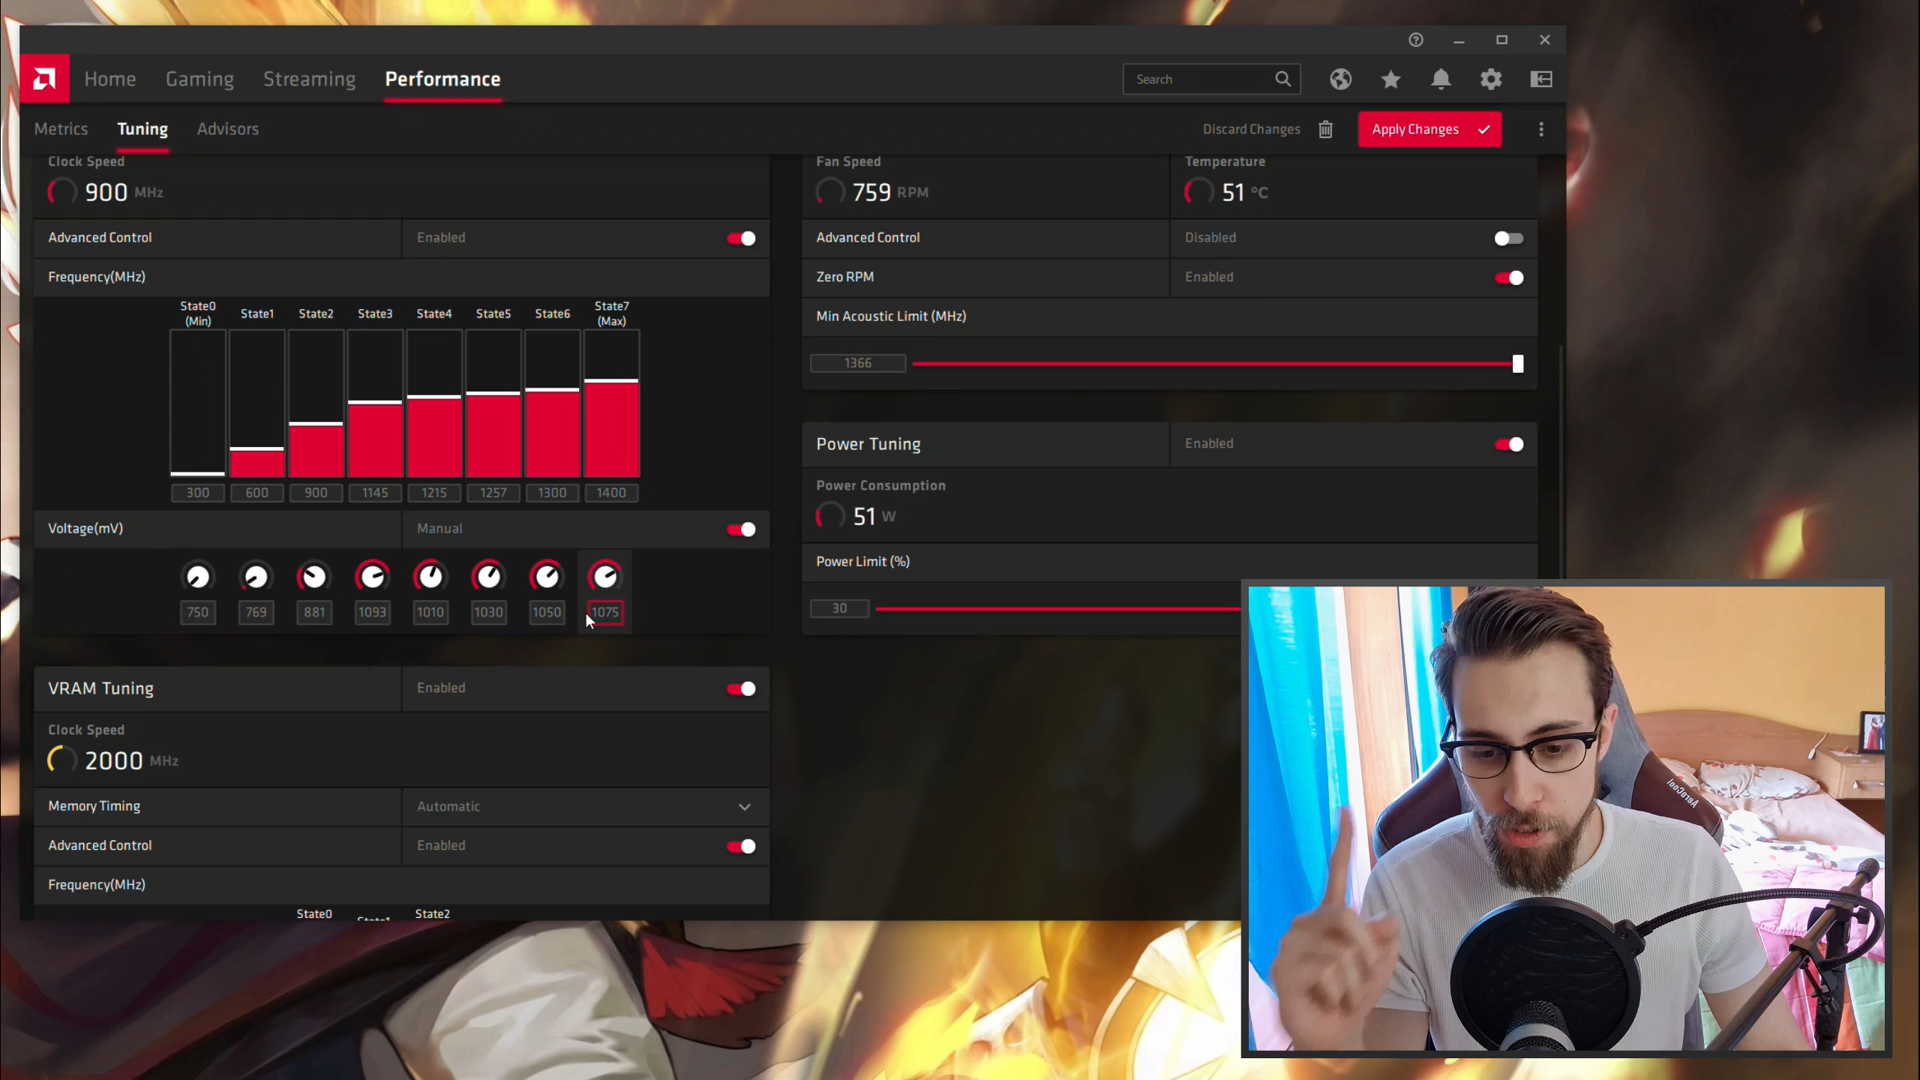 Home Gaming Streaming Performance Search
Metrics Tuning Advisors Discard Changes Apply Changes
Clock Speed
900 MHz
Advanced Control Enabled
Frequency(MHz)
State0 (Min) State1 State2 State3 State4 State5 State6 State7 (Max)
300 600 900 1145 1215 1257 1300 1400
Voltage(mV) Manual
750 769 881 1093 1010 1030 1050 1075
VRAM Tuning Enabled
Clock Speed
2000 MHz
Memory Timing Automatic
Advanced Control Enabled
Frequency(MHz)
State0 State1 State2
Fan Speed Temperature
759 RPM 51 °C
Advanced Control Disabled
Zero RPM Enabled
Min Acoustic Limit (MHz)
1366
Power Tuning Enabled
Power Consumption
51 W
Power Limit (%)
30
AeroCool